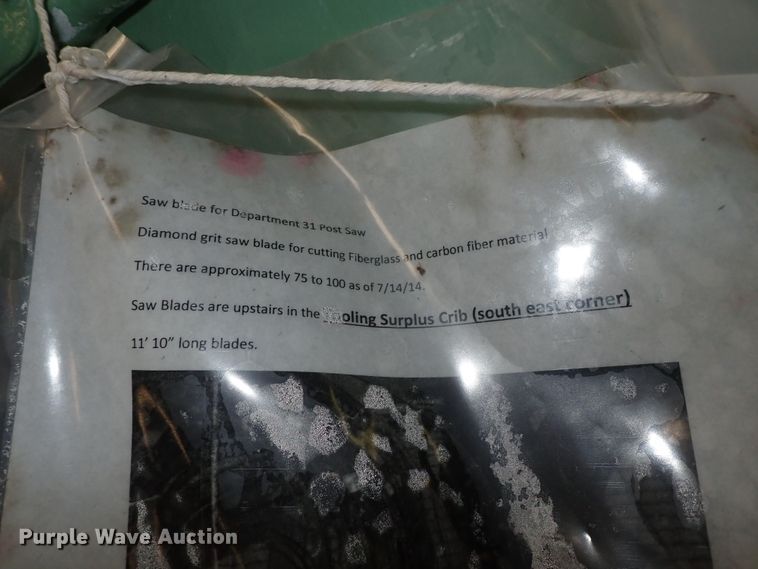 Saw blade for Department 31 Post Saw
Diamond grit saw blade for cutting Fiberglass and carbon fiber material
There are approximately 75 to 100 as of 7/14/14.
Saw Blades are upstairs in the Tooling Surplus Crib (south east corner)
11' 10" long blades.
Purple Wave Auction